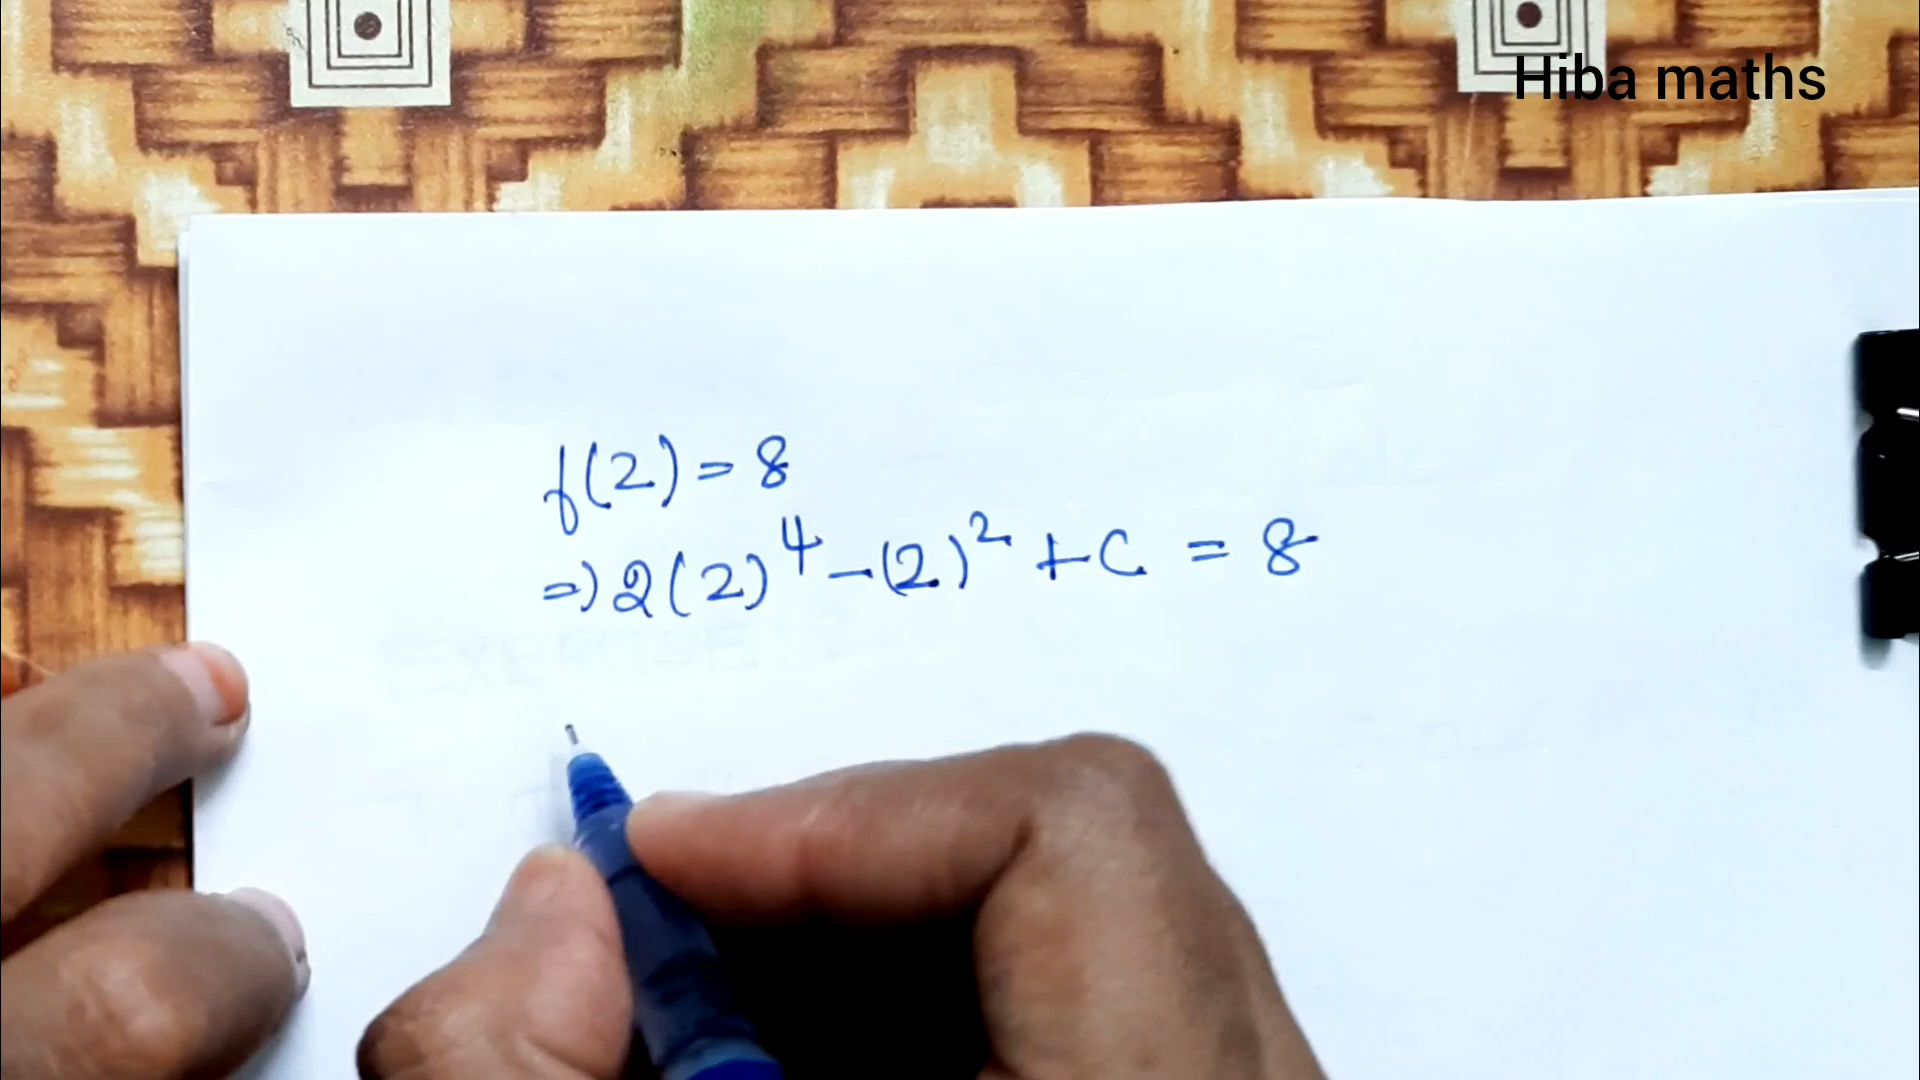 Hiba maths
f(2) = 8
⇒ 2(2)⁴ - (2)² + C = 8